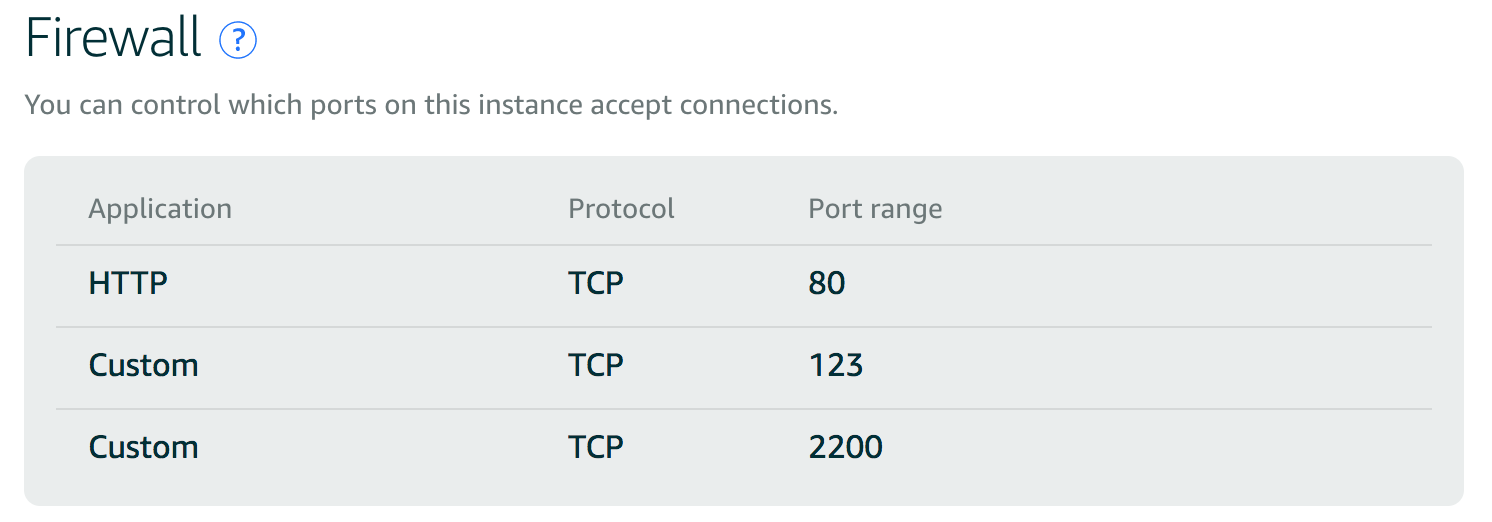 Firewall ?
You can control which ports on this instance accept connections.
Application Protocol Port range
HTTP TCP 80
Custom TCP 123
Custom TCP 2200